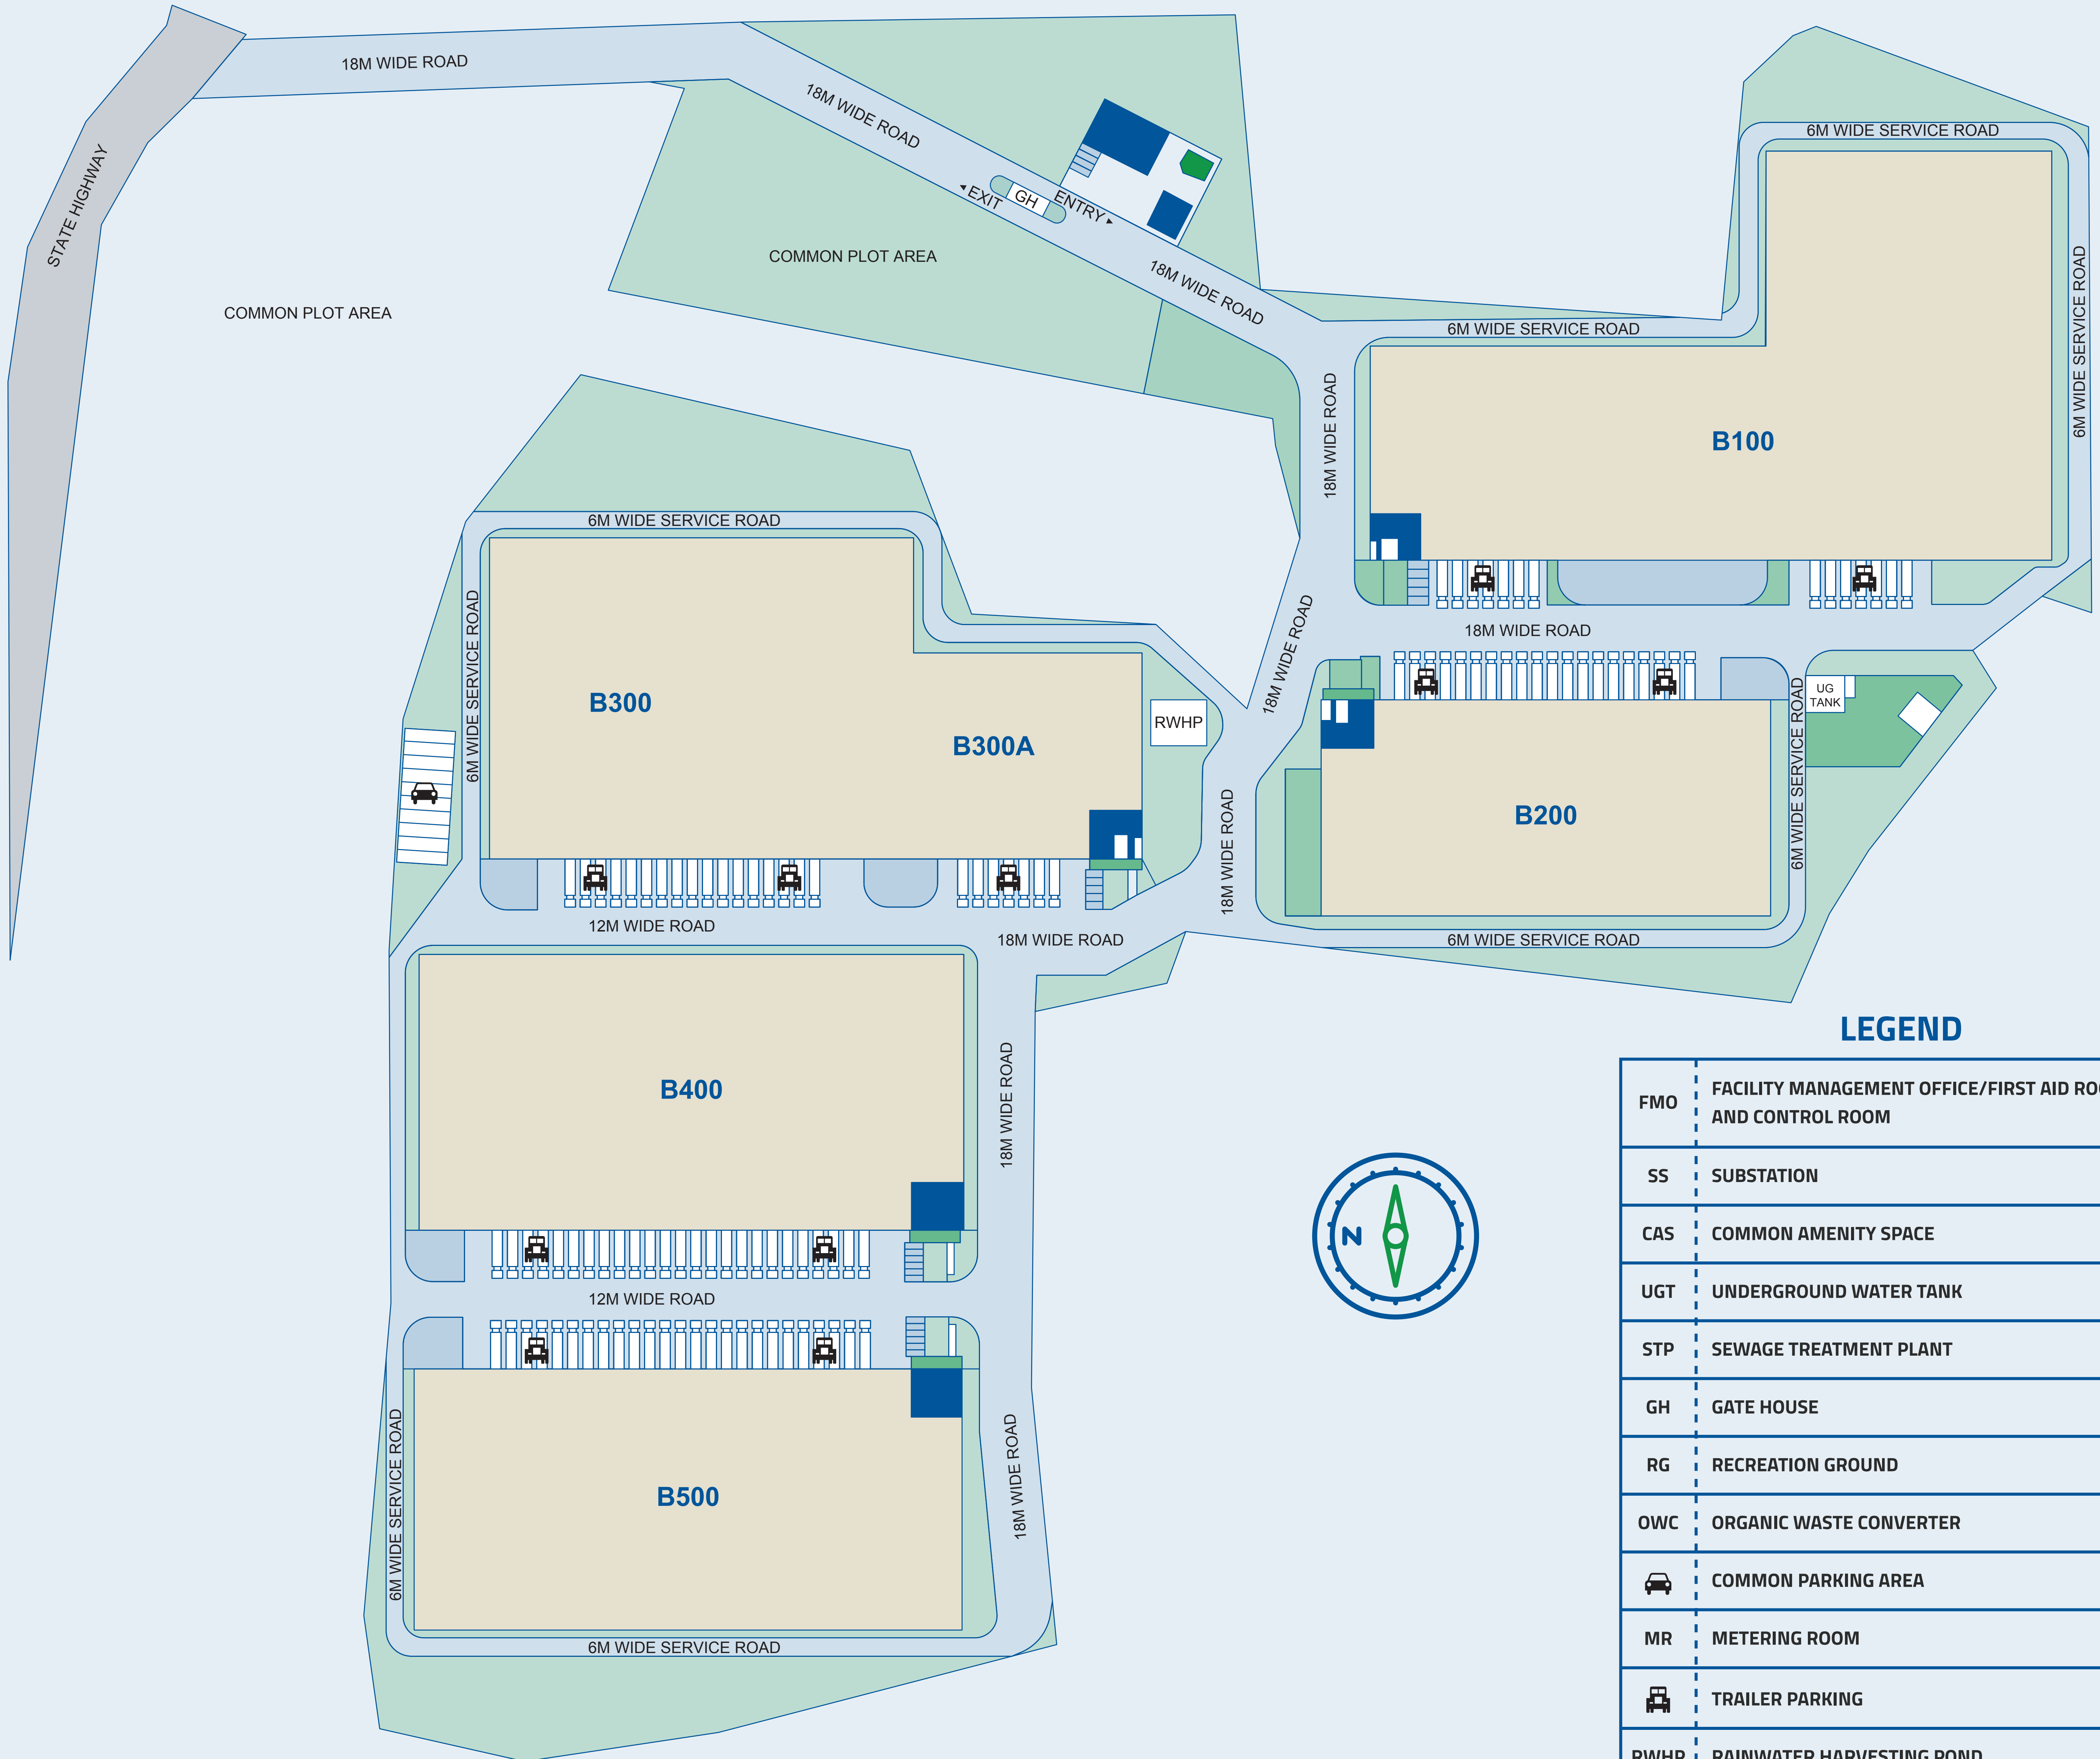 18M WIDE ROAD
18M WIDE ROAD
STATE HIGHWAY
◂ EXIT
GH
ENTRY ▸
COMMON PLOT AREA
COMMON PLOT AREA
18M WIDE ROAD
6M WIDE SERVICE ROAD
6M WIDE SERVICE ROAD
6M WIDE SERVICE ROAD
18M WIDE ROAD
B100
18M WIDE ROAD
18M WIDE ROAD
6M WIDE SERVICE ROAD
6M WIDE SERVICE ROAD
B300
B300A
RWHP
UG
TANK
B200
18M WIDE ROAD
6M WIDE SERVICE ROAD
6M WIDE SERVICE ROAD
12M WIDE ROAD
18M WIDE ROAD
B400
18M WIDE ROAD
12M WIDE ROAD
B500
6M WIDE SERVICE ROAD
18M WIDE ROAD
6M WIDE SERVICE ROAD
N
LEGEND
FMO FACILITY MANAGEMENT OFFICE/FIRST AID
AND CONTROL ROOM
SS SUBSTATION
CAS COMMON AMENITY SPACE
UGT UNDERGROUND WATER TANK
STP SEWAGE TREATMENT PLANT
GH GATE HOUSE
RG RECREATION GROUND
OWC ORGANIC WASTE CONVERTER
COMMON PARKING AREA
MR METERING ROOM
TRAILER PARKING
RWHP RAINWATER HARVESTING POND